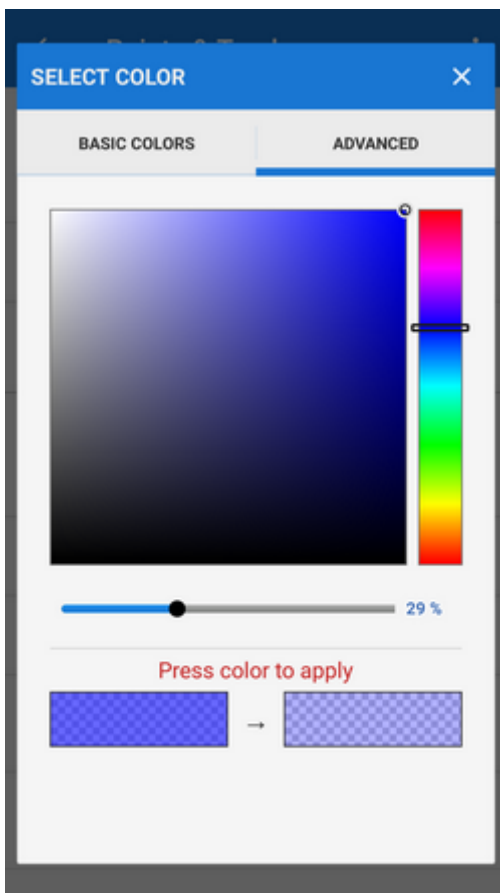 SELECT COLOR
BASIC COLORS
ADVANCED
29 %
Press color to apply
→